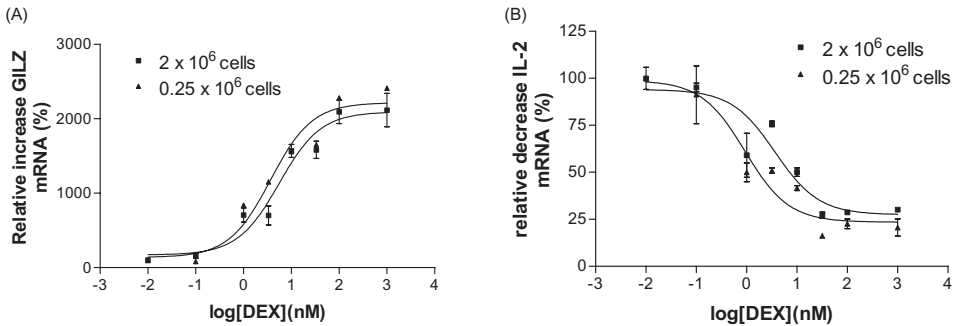 (A)
Relative increase GILZ
mRNA (%)
3000
2000
1000
0
2 x 10⁶ cells
0.25 x 10⁶ cells
-3 -2 -1 0 1 2 3 4
log[DEX](nM)
(B)
relative decrease IL-2
mRNA (%)
125
100
75
50
25
0
2 x 10⁶ cells
0.25 x 10⁶ cells
-3 -2 -1 0 1 2 3 4
log[DEX](nM)